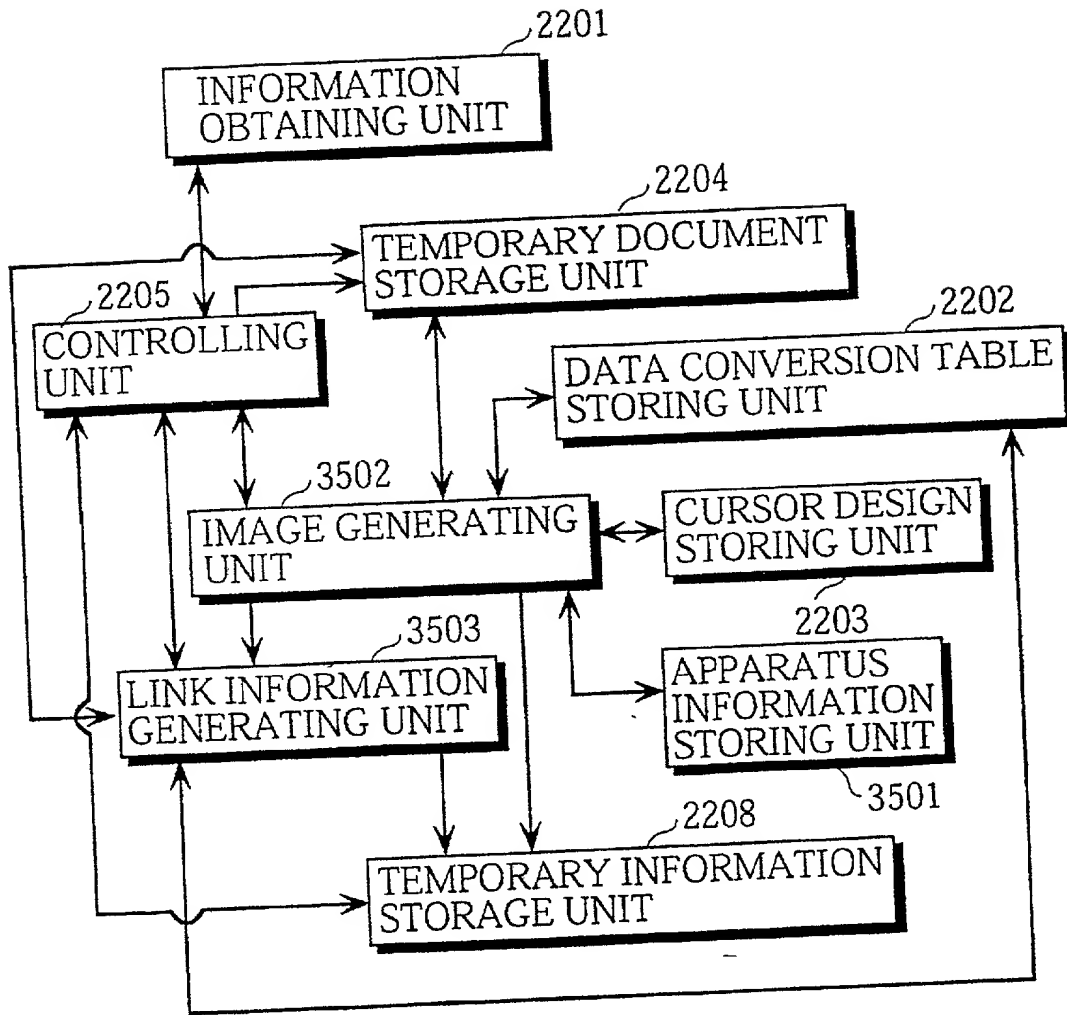 2201
INFORMATION
OBTAINING UNIT
2204
TEMPORARY DOCUMENT
STORAGE UNIT
2205
CONTROLLING
UNIT
2202
DATA CONVERSION TABLE
STORING UNIT
3502
IMAGE GENERATING
UNIT
CURSOR DESIGN
STORING UNIT
2203
3503
LINK INFORMATION
GENERATING UNIT
APPARATUS
INFORMATION
STORING UNIT
3501
2208
TEMPORARY INFORMATION
STORAGE UNIT